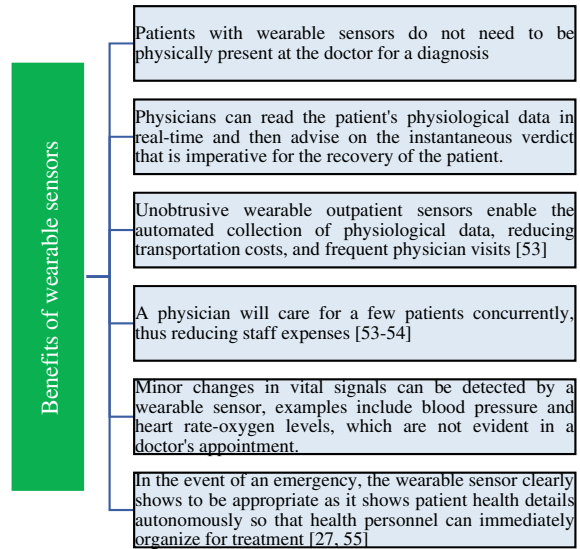 Benefits of wearable sensors
Patients with wearable sensors do not need to be
physically present at the doctor for a diagnosis
Physicians can read the patient's physiological data in
real-time and then advise on the instantaneous verdict
that is imperative for the recovery of the patient.
Unobtrusive wearable outpatient sensors enable the
automated collection of physiological data, reducing
transportation costs, and frequent physician visits [53]
A physician will care for a few patients concurrently,
thus reducing staff expenses [53-54]
Minor changes in vital signals can be detected by a
wearable sensor, examples include blood pressure and
heart rate-oxygen levels, which are not evident in a
doctor's appointment.
In the event of an emergency, the wearable sensor clearly
shows to be appropriate as it shows patient health details
autonomously so that health personnel can immediately
organize for treatment [27, 55]